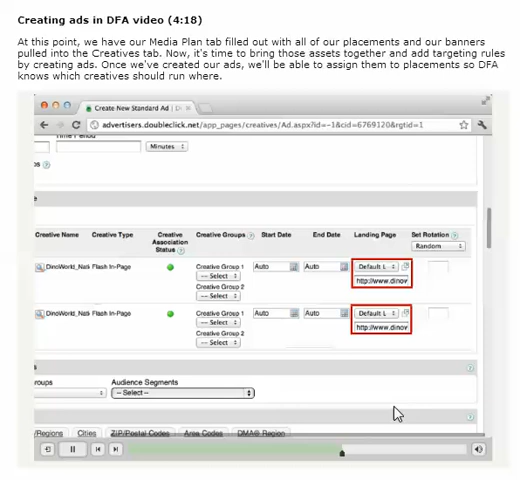 Creating ads in DFA video (4:18)
At this point, we have our Media Plan tab filled out with all of our placements and our banners
pulled into the Creatives tab. Now, it's time to bring those assets together and add targeting rules
by creating ads. Once we've created our ads, we'll be able to assign them to placements so DFA
knows which creatives should run where.
Create New Standard Ad | D
advertisers.doubleclick.net/app_pages/creatives/Ad.aspx?id=-1&cid=6769120&rgtid=1
Time Period
Minutes
os ?
e
Creative Name Creative Type Creative Association Status ? Creative Groups ? Start Date End Date Landing Page Set Rotation ?
Random
DinoWorld_Nak Flash In-Page Creative Group 1 Auto Auto Default L
-- Select http://www.dinov
Creative Group 2
-- Select
DinoWorld_Nak Flash In-Page Creative Group 1 Auto Auto Default L
-- Select http://www.dinov
Creative Group 2
-- Select
s ?
roups Audience Segments
-- Select --
?
/Regions Cities ZIP/Postal Codes Area Codes DMA® Region